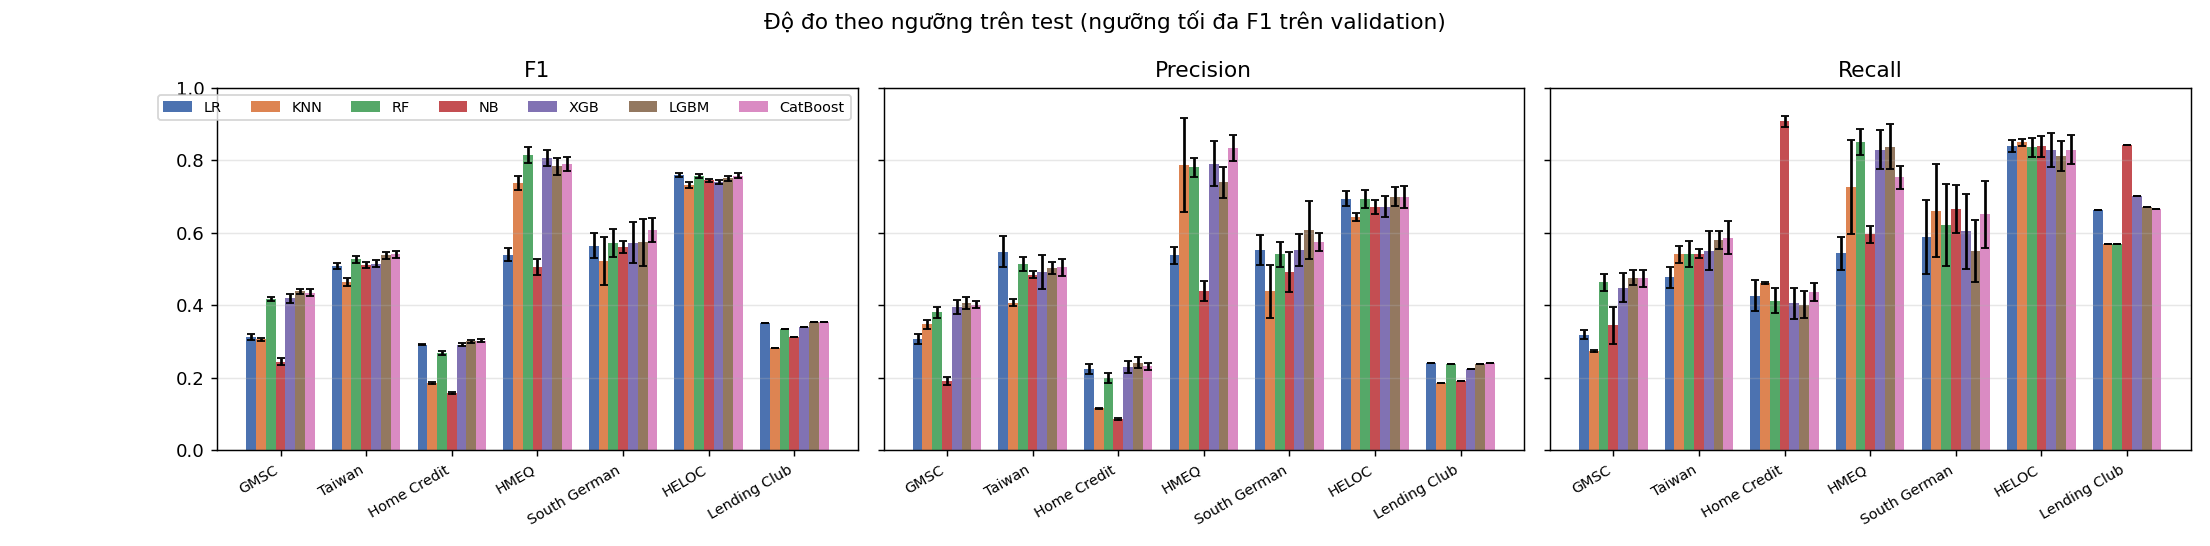 Độ đo theo ngưỡng trên test (ngưỡng tối đa F1 trên validation)
F1
Precision
Recall
LR KNN RF NB XGB LGBM CatBoost
1.0
0.8
0.6
0.4
0.2
0.0
GMSC Taiwan Home Credit HMEQ South German HELOC Lending Club
GMSC Taiwan Home Credit HMEQ South German HELOC Lending Club
GMSC Taiwan Home Credit HMEQ South German HELOC Lending Club